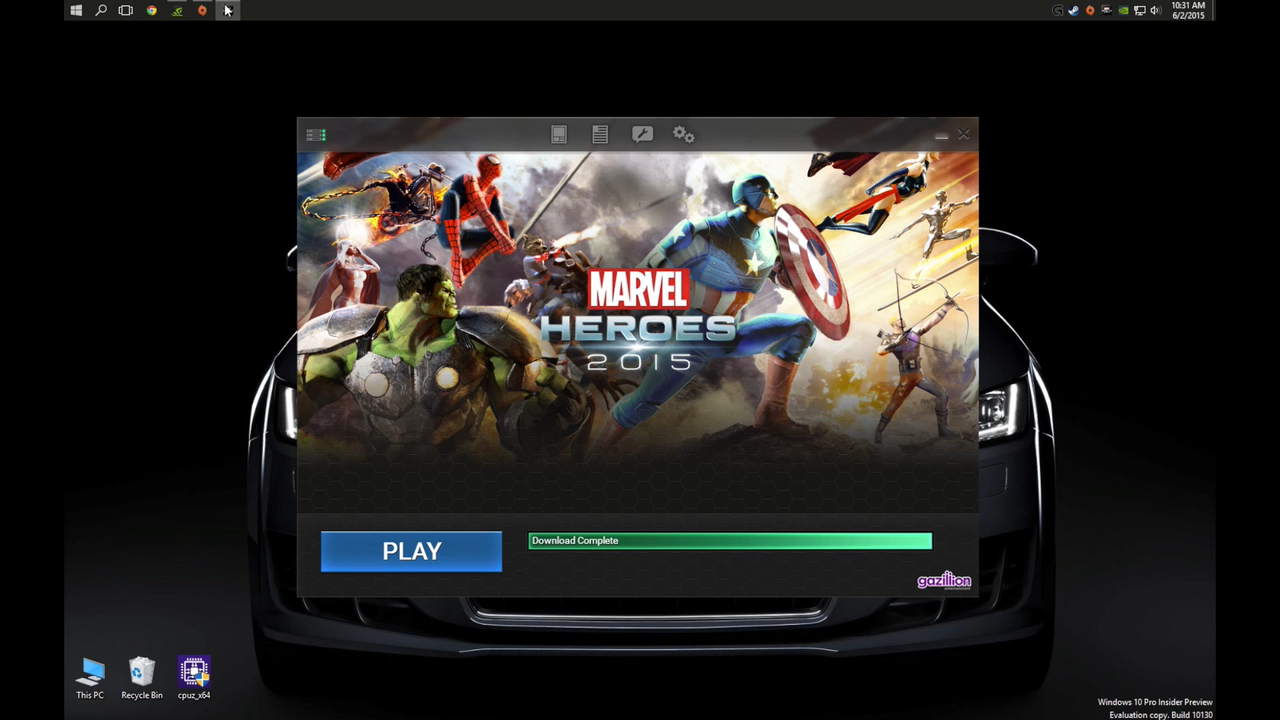 10:31 AM
6/2/2015
MARVEL
HEROES
2015
PLAY
Download Complete
gazillion
This PC
Recycle Bin
cpuz_x64
Windows 10 Pro Insider Preview
Evaluation copy. Build 10130